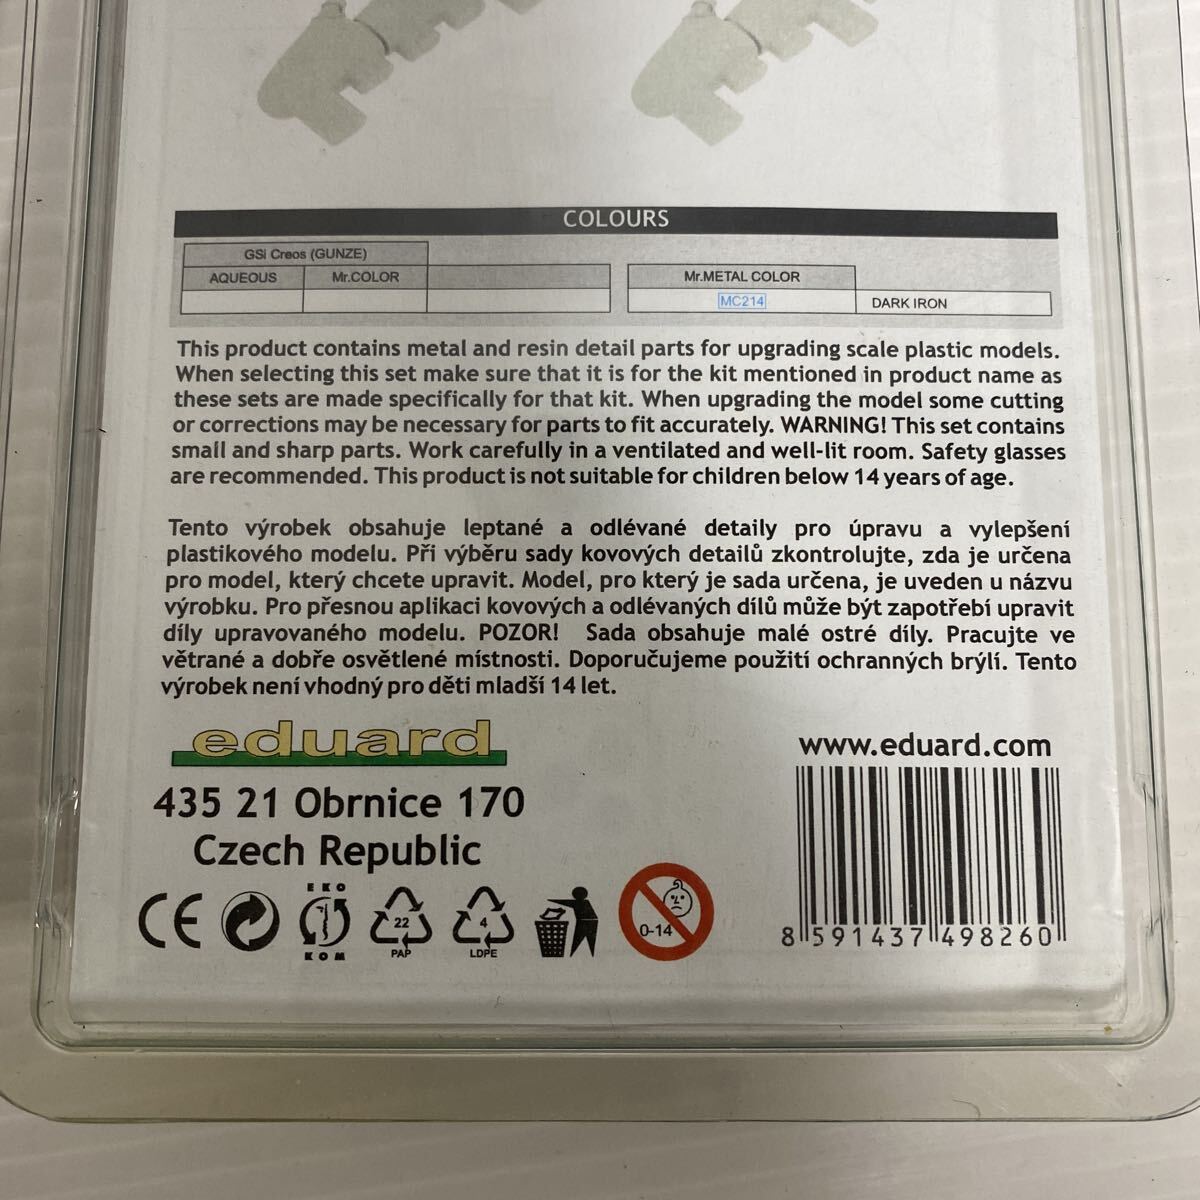 COLOURS
GSi Creos (GUNZE)
AQUEOUS Mr.COLOR Mr.METAL COLOR
MC214 DARK IRON
This product contains metal and resin detail parts for upgrading scale plastic models.
When selecting this set make sure that it is for the kit mentioned in product name as
these sets are made specifically for that kit. When upgrading the model some cutting
or corrections may be necessary for parts to fit accurately. WARNING! This set contains
small and sharp parts. Work carefully in a ventilated and well-lit room. Safety glasses
are recommended. This product is not suitable for children below 14 years of age.
Tento výrobek obsahuje leptané a odlévané detaily pro úpravu a vylepšení
plastikového modelu. Při výběru sady kovových detailů zkontrolujte, zda je určena
pro model, který chcete upravit. Model, pro který je sada určena, je uveden u názvu
výrobku. Pro přesnou aplikaci kovových a odlévaných dílů může být zapotřebí upravit
díly upravovaného modelu. POZOR! Sada obsahuje malé ostré díly. Pracujte ve
větrané a dobře osvětlené místnosti. Doporučujeme použití ochranných brýlí. Tento
výrobek není vhodný pro děti mladší 14 let.
eduard
www.eduard.com
435 21 Obrnice 170
Czech Republic
CE
EKO
KOM
22
PAP
4
LDPE
0-14
8 591437 498260